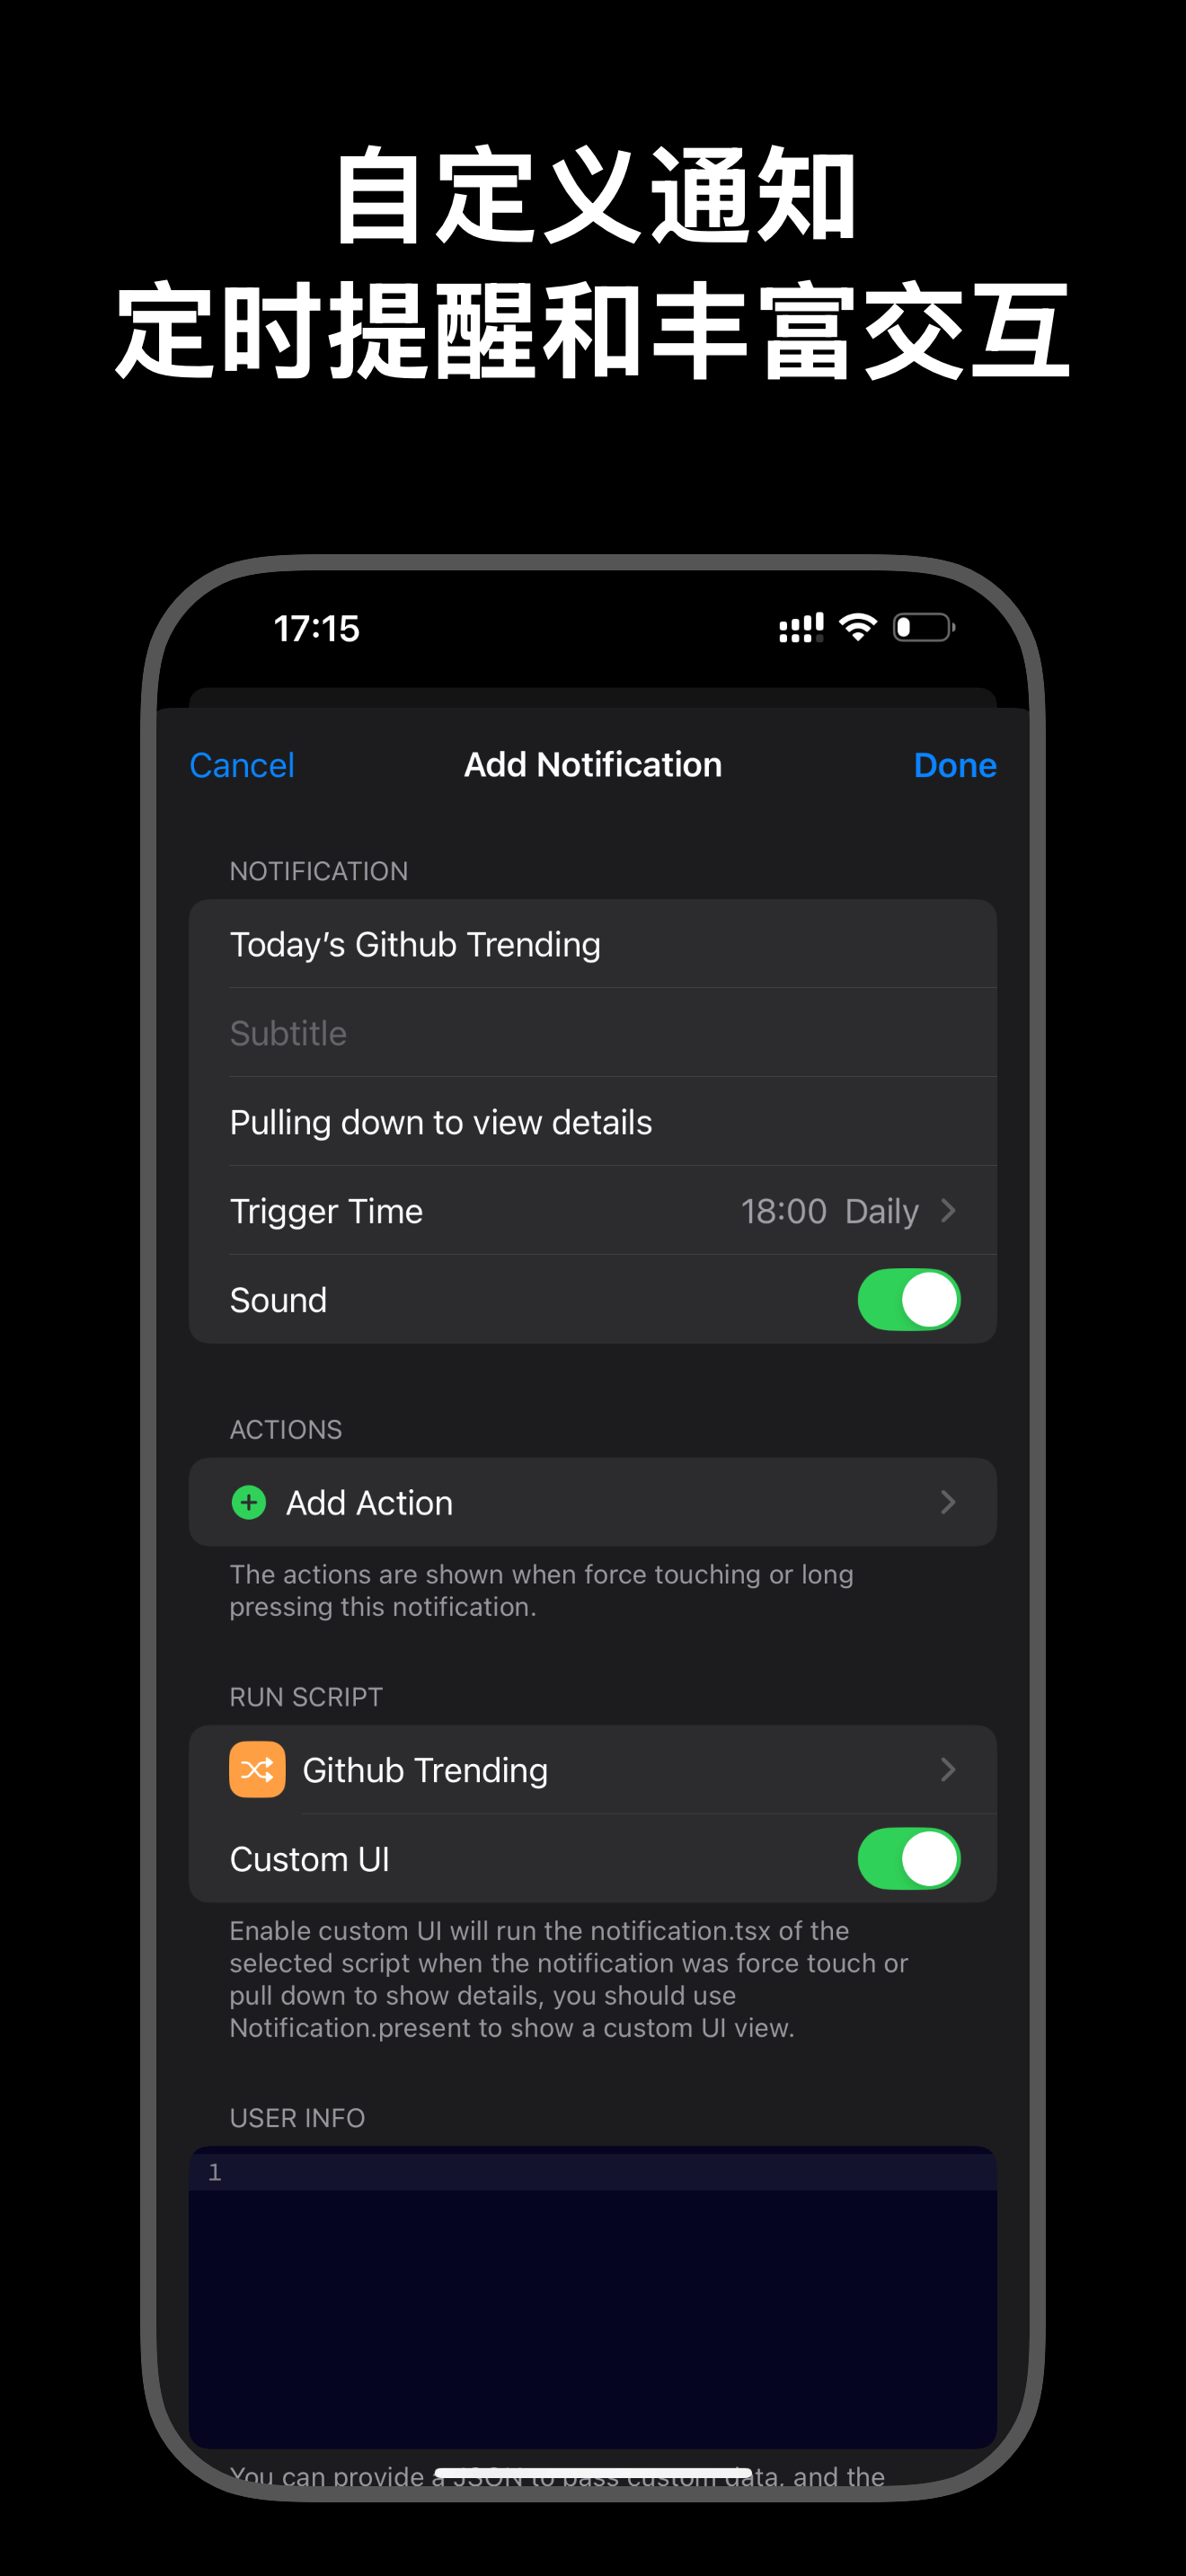 自定义通知
定时提醒和丰富交互
17:15
Cancel Add Notification Done
NOTIFICATION
Today's Github Trending
Subtitle
Pulling down to view details
Trigger Time 18:00 Daily
Sound
ACTIONS
Add Action
The actions are shown when force touching or long
pressing this notification.
RUN SCRIPT
Github Trending
Custom UI
Enable custom UI will run the notification.tsx of the
selected script when the notification was force touch or
pull down to show details, you should use
Notification.present to show a custom UI view.
USER INFO
1
You can provide a JSON to pass custom data, and the